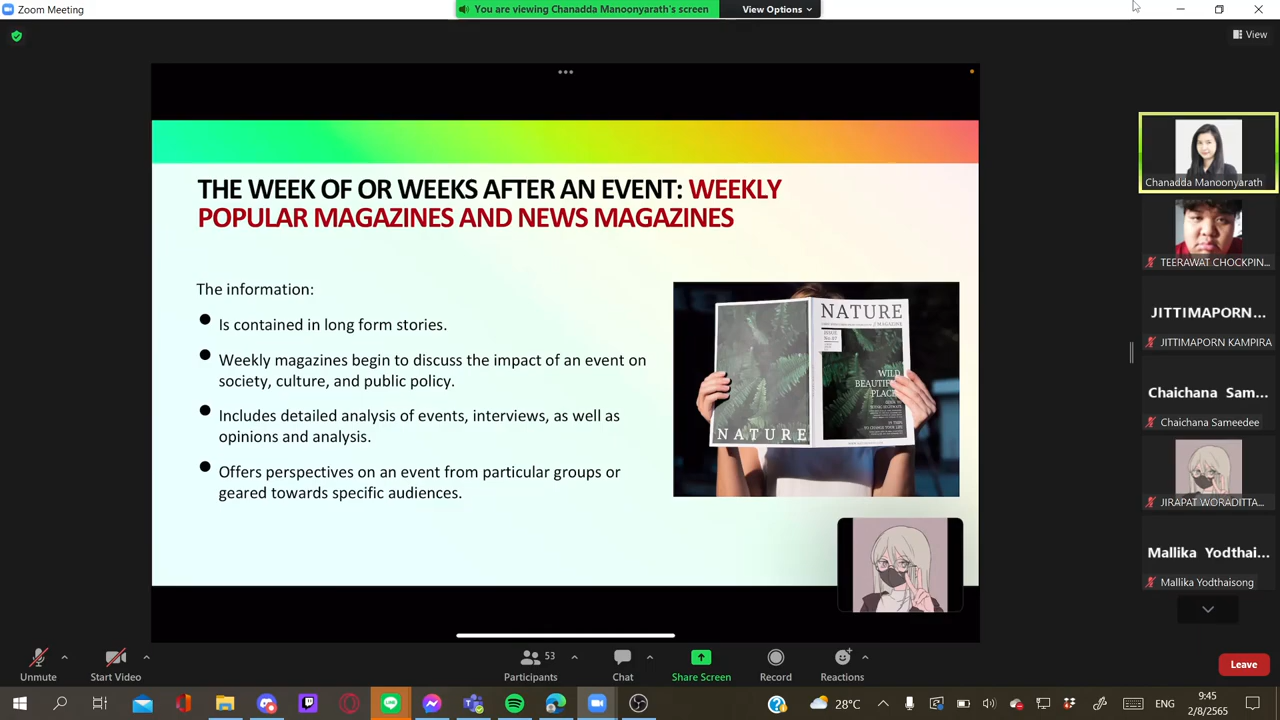 Zoom Meeting
You are viewing Chanadda Manoonyarath's screen
View Options
View
THE WEEK OF OR WEEKS AFTER AN EVENT: WEEKLY
POPULAR MAGAZINES AND NEWS MAGAZINES
The information:
Is contained in long form stories.
Weekly magazines begin to discuss the impact of an event on
society, culture, and public policy.
Includes detailed analysis of events, interviews, as well as
opinions and analysis.
Offers perspectives on an event from particular groups or
geared towards specific audiences.
NATURE
MAGAZINE
WILD
BEAUTIFUL
NATURE
Chanadda Manoonyarath
TEERAWAT CHOCKPIN...
JITTIMAPORN...
JITTIMAPORN KAMPIRA
Chaichana Sam...
Chaichana Sameedee
JIRAPAT WORADITTA...
Mallika Yodthai...
Mallika Yodthaisong
Unmute
Start Video
53
Participants
Chat
Share Screen
Record
Reactions
Leave
28°C
ENG
9:45
2/8/2565